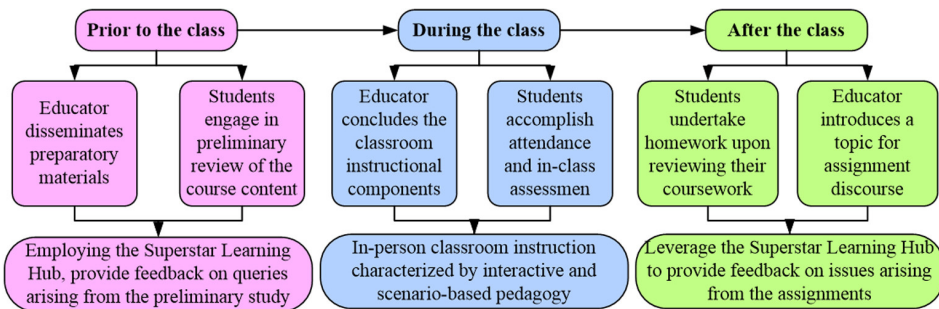 Prior to the class
During the class
After the class
Educator
disseminates
preparatory
materials
Students
engage in
preliminary
review of the
course content
Educator
concludes the
classroom
instructional
components
Students
accomplish
attendance
and in-class
assessmen
Students
undertake
homework upon
reviewing their
coursework
Educator
introduces a
topic for
assignment
discourse
Employing the Superstar Learning
Hub, provide feedback on queries
arising from the preliminary study
In-person classroom instruction
characterized by interactive and
scenario-based pedagogy
Leverage the Superstar Learning Hub
to provide feedback on issues arising
from the assignments